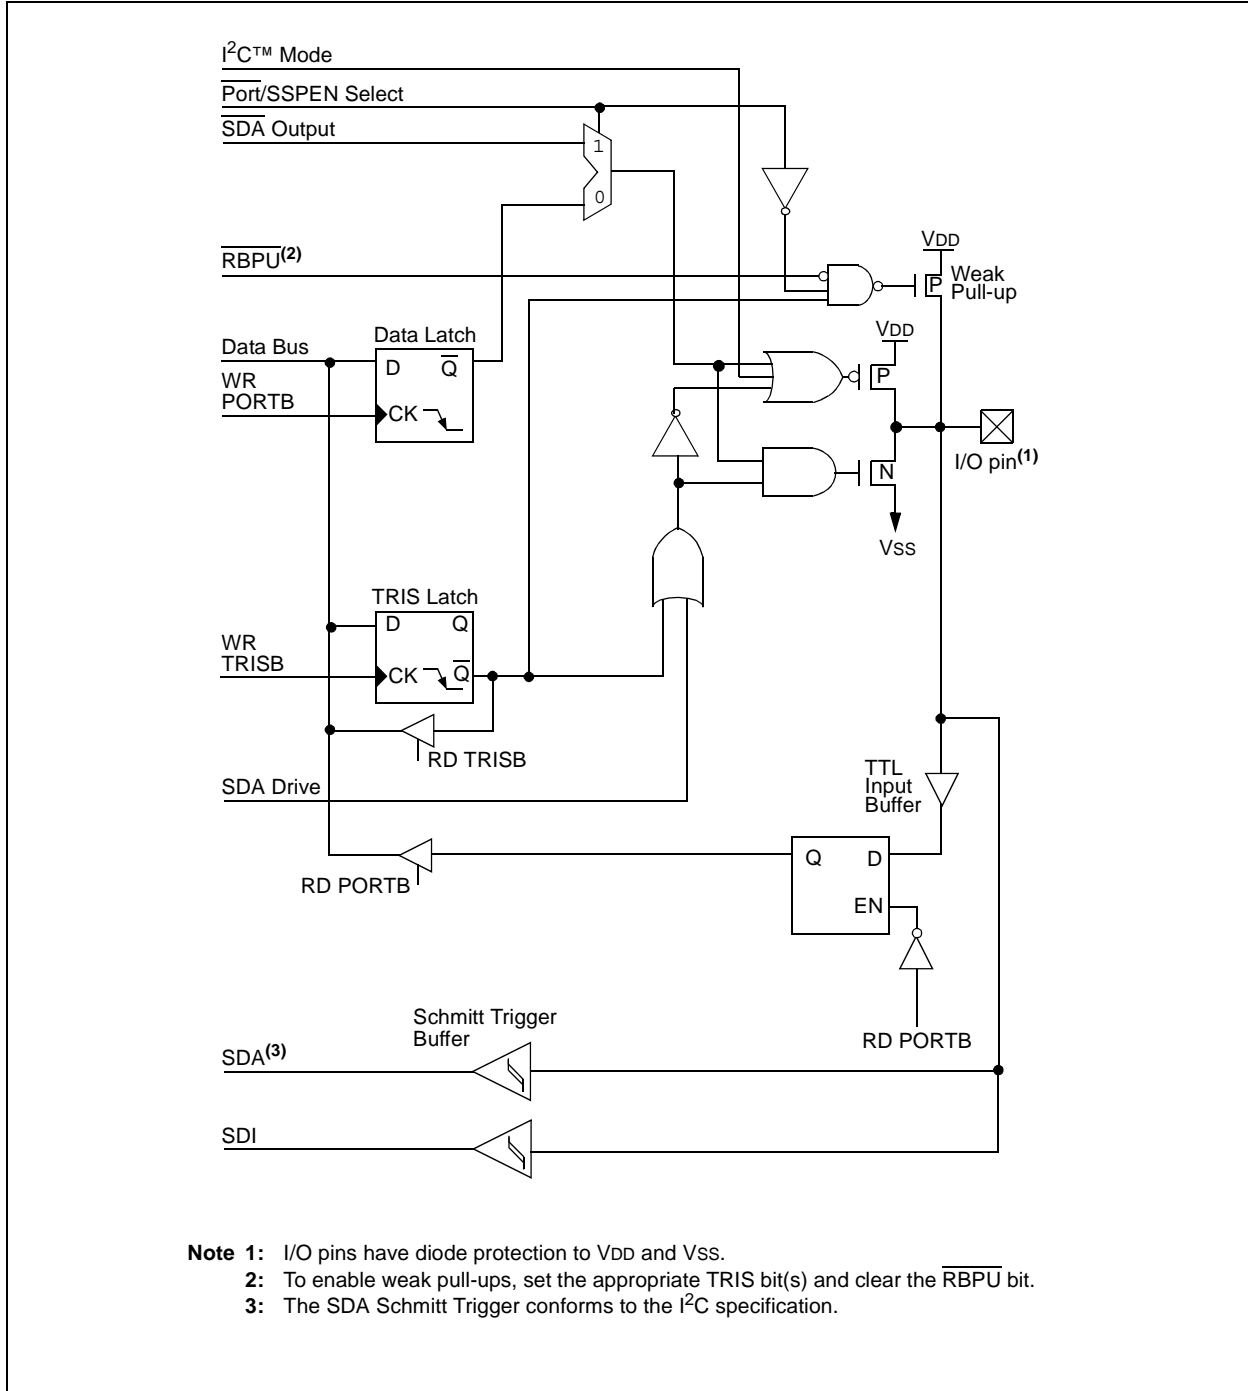 I²C™ Mode
Port/SSPEN Select
SDA Output
1
0
RBPU(2)
VDD
P
Weak
Pull-up
Data Latch
VDD
Data Bus
D Q
WR
PORTB
CK
P
I/O pin(1)
N
VSS
TRIS Latch
D Q
WR
TRISB
CK Q
RD TRISB
SDA Drive
TTL
Input
Buffer
Q D
RD PORTB
EN
Schmitt Trigger
Buffer
RD PORTB
SDA(3)
SDI
Note 1: I/O pins have diode protection to VDD and VSS.
2: To enable weak pull-ups, set the appropriate TRIS bit(s) and clear the RBPU bit.
3: The SDA Schmitt Trigger conforms to the I²C specification.